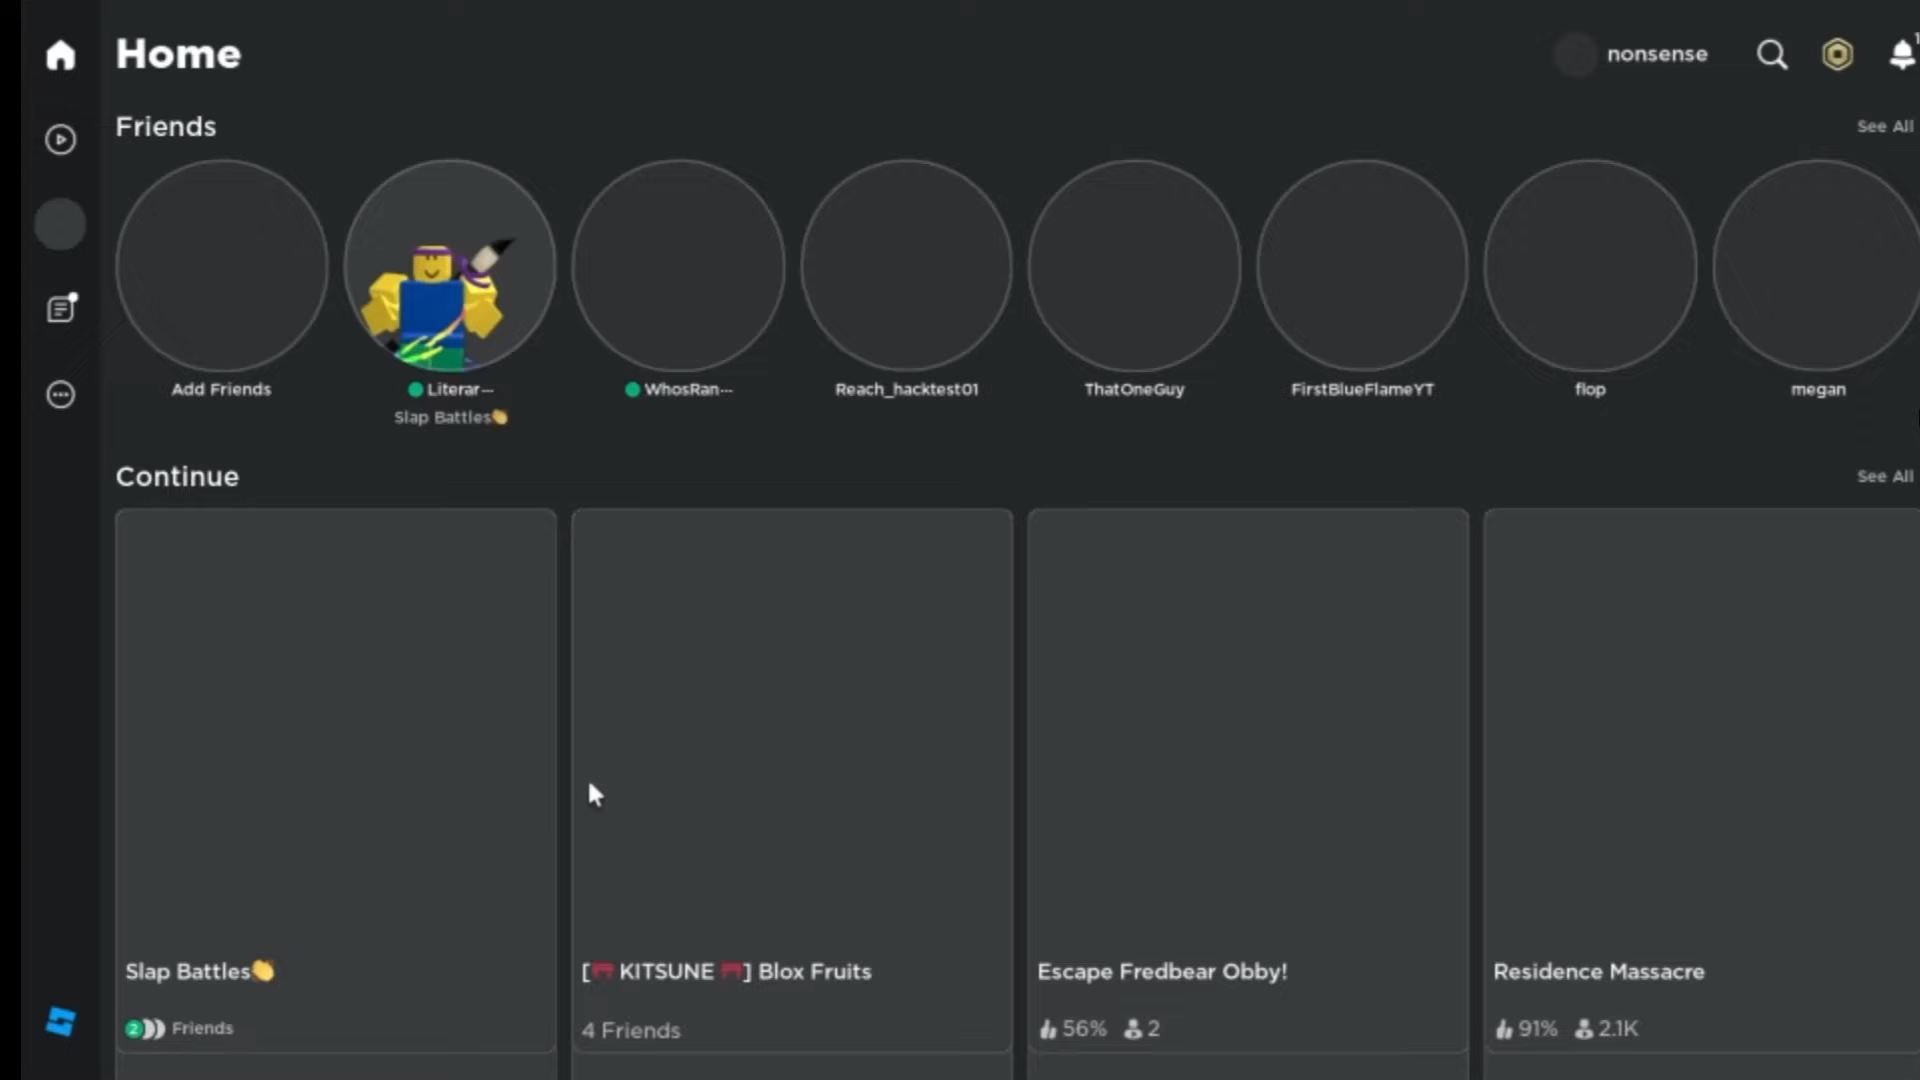 Home
nonsense
1
Friends
See All
Add Friends
Literar...
WhosRan...
Reach_hacktest01
ThatOneGuy
FirstBlueFlameYT
flop
megan
Slap Battles👏
Continue
See All
Slap Battles👏
[ KITSUNE ] Blox Fruits
Escape Fredbear Obby!
Residence Massacre
2 Friends
4 Friends
56% 2
91% 2.1K